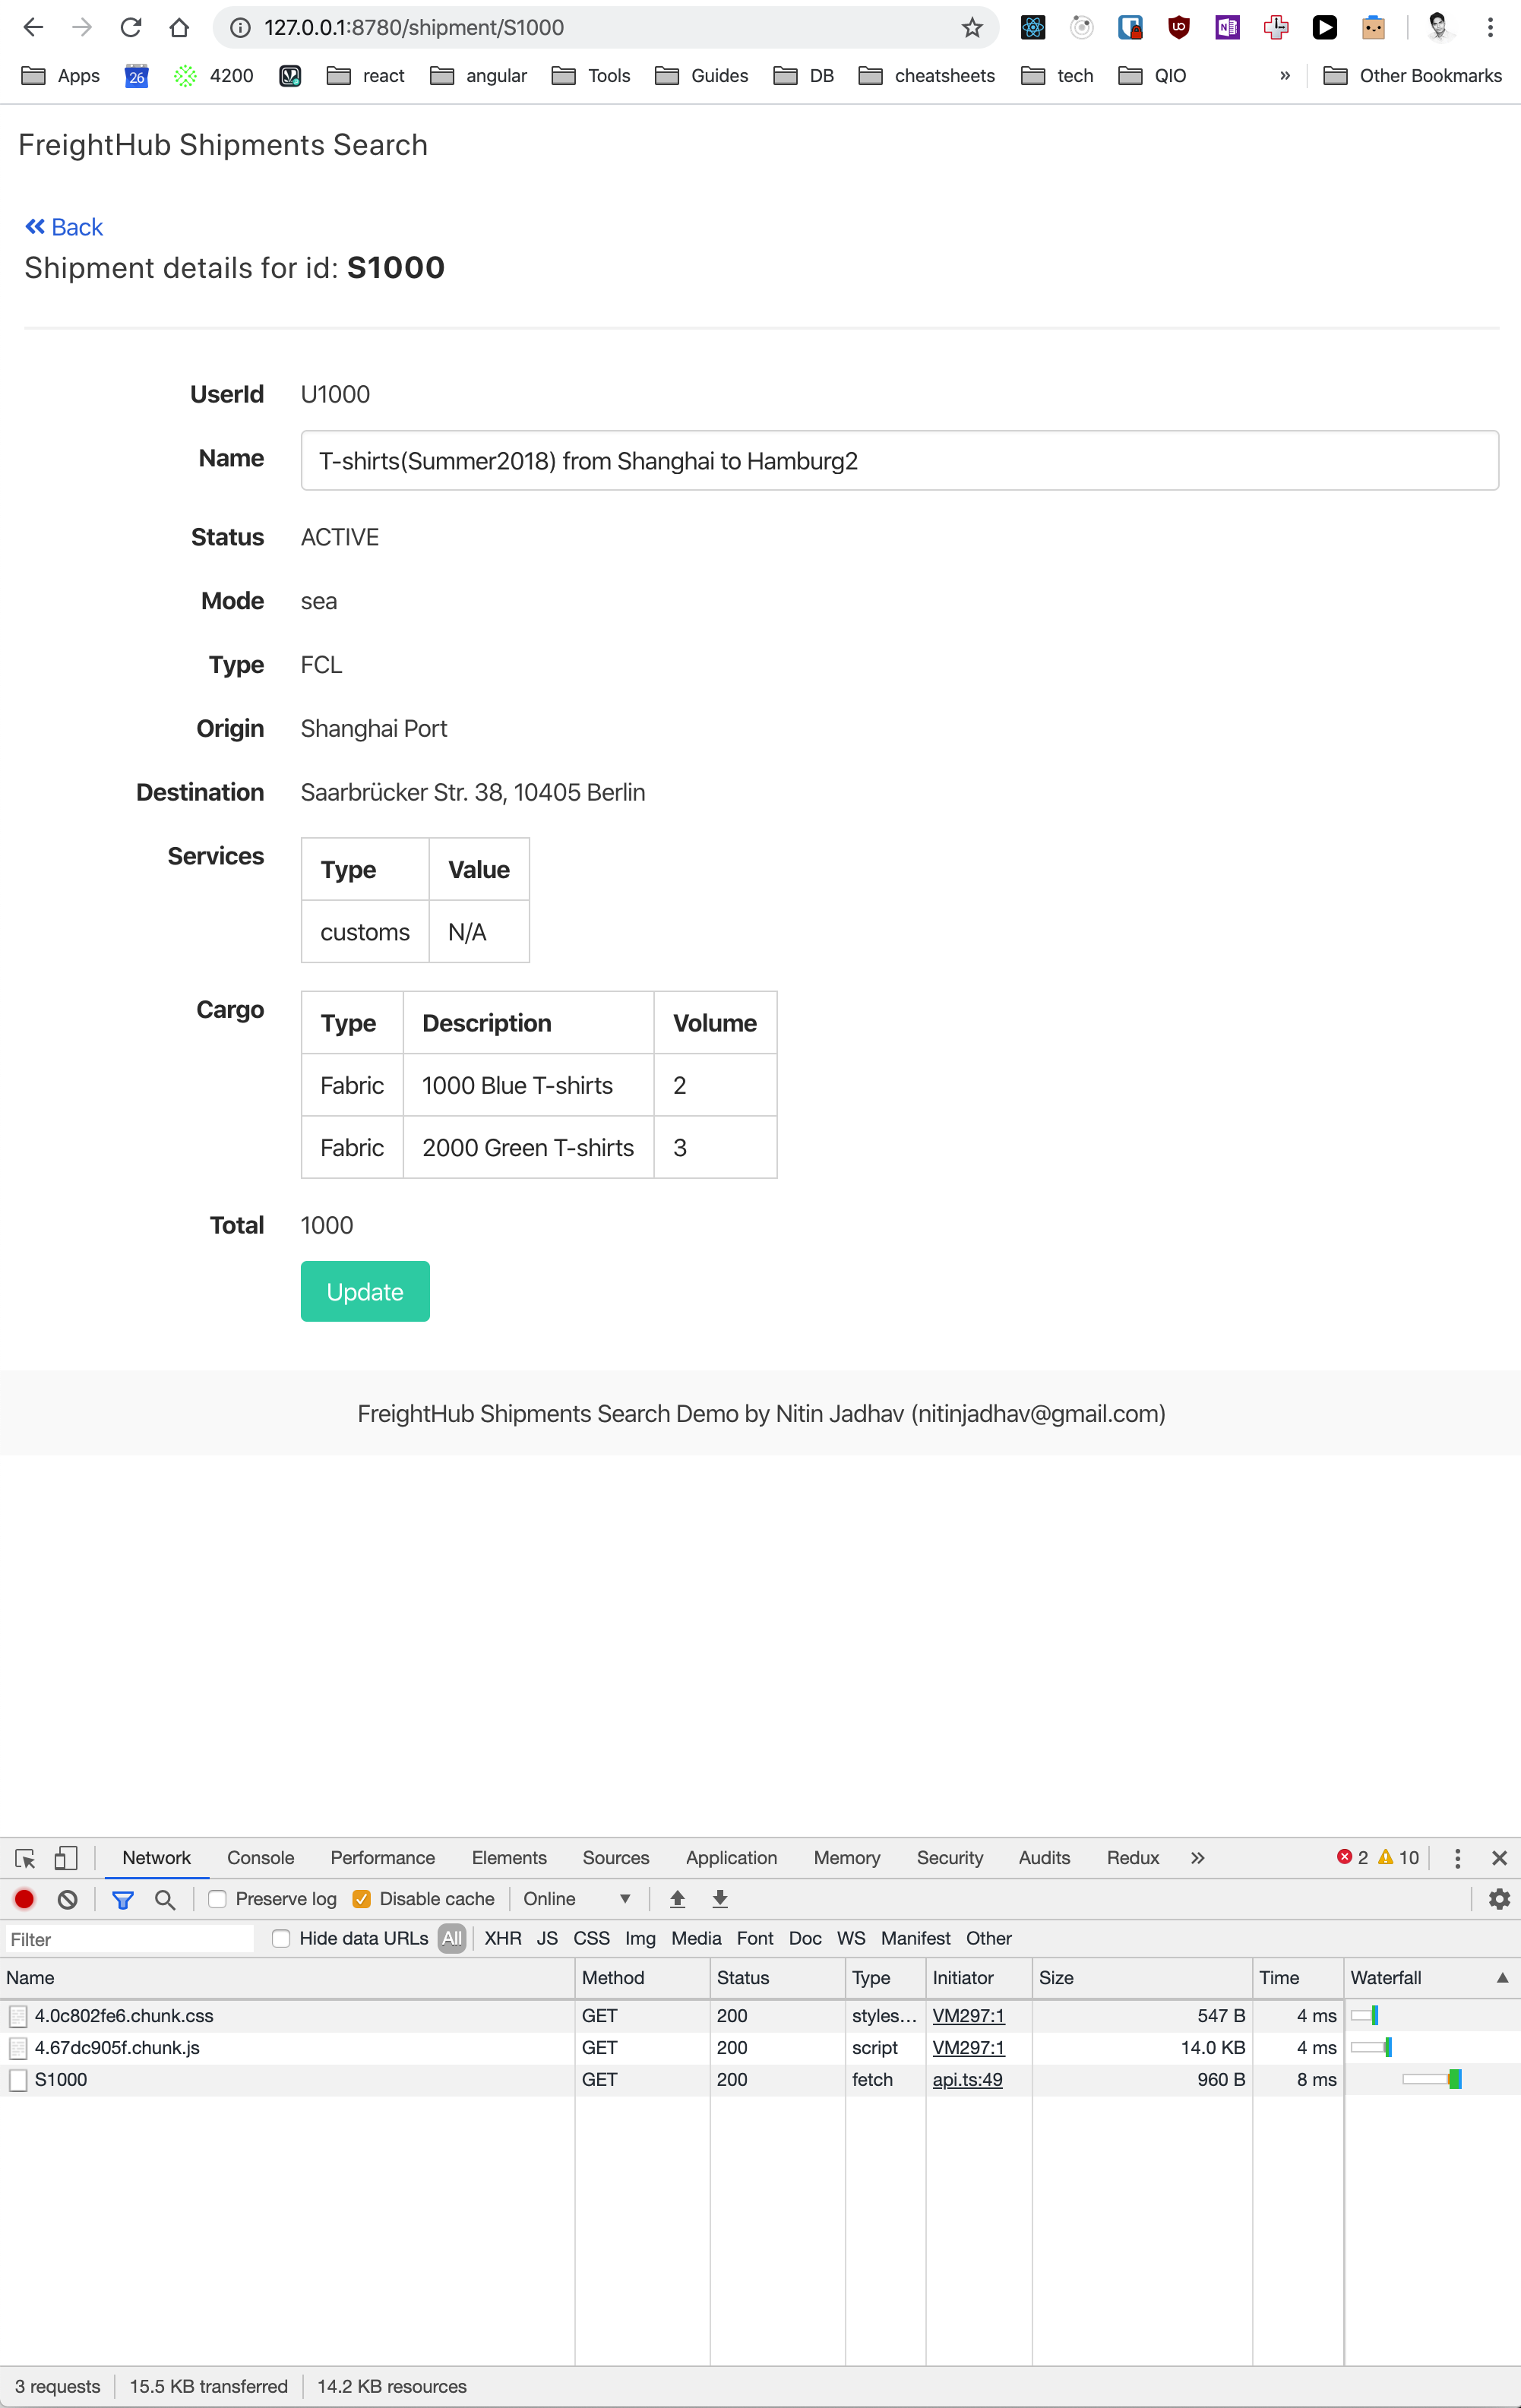 127.0.0.1:8780/shipment/S1000
Apps 26 4200 react angular Tools Guides DB cheatsheets tech QIO » Other Bookmarks
FreightHub Shipments Search
Back
Shipment details for id: S1000
UserId U1000
Name T-shirts(Summer2018) from Shanghai to Hamburg2
Status ACTIVE
Mode sea
Type FCL
Origin Shanghai Port
Destination Saarbrücker Str. 38, 10405 Berlin
Services Type Value
customs N/A
Cargo Type Description Volume
Fabric 1000 Blue T-shirts 2
Fabric 2000 Green T-shirts 3
Total 1000
Update
FreightHub Shipments Search Demo by Nitin Jadhav (nitinjadhav@gmail.com)
Network Console Performance Elements Sources Application Memory Security Audits Redux » 2 10
Preserve log Disable cache Online
Filter Hide data URLs All XHR JS CSS Img Media Font Doc WS Manifest Other
Name Method Status Type Initiator Size Time Waterfall
4.0c802fe6.chunk.css GET 200 styles... VM297:1 547 B 4 ms
4.67dc905f.chunk.js GET 200 script VM297:1 14.0 KB 4 ms
S1000 GET 200 fetch api.ts:49 960 B 8 ms
3 requests 15.5 KB transferred 14.2 KB resources